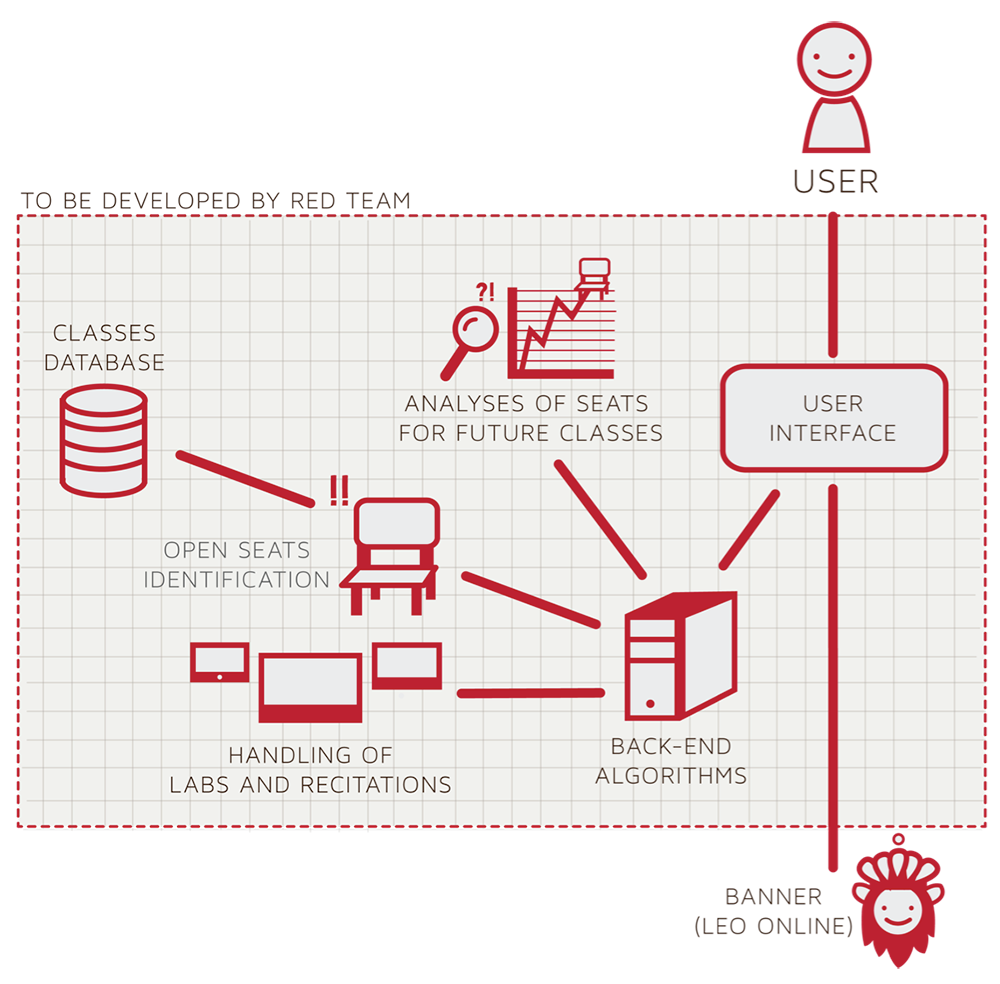 USER
TO BE DEVELOPED BY RED TEAM
?!
CLASSES
DATABASE
ANALYSES OF SEATS
FOR FUTURE CLASSES
USER
INTERFACE
!!
OPEN SEATS
IDENTIFICATION
HANDLING OF
LABS AND RECITATIONS
BACK-END
ALGORITHMS
BANNER
(LEO ONLINE)